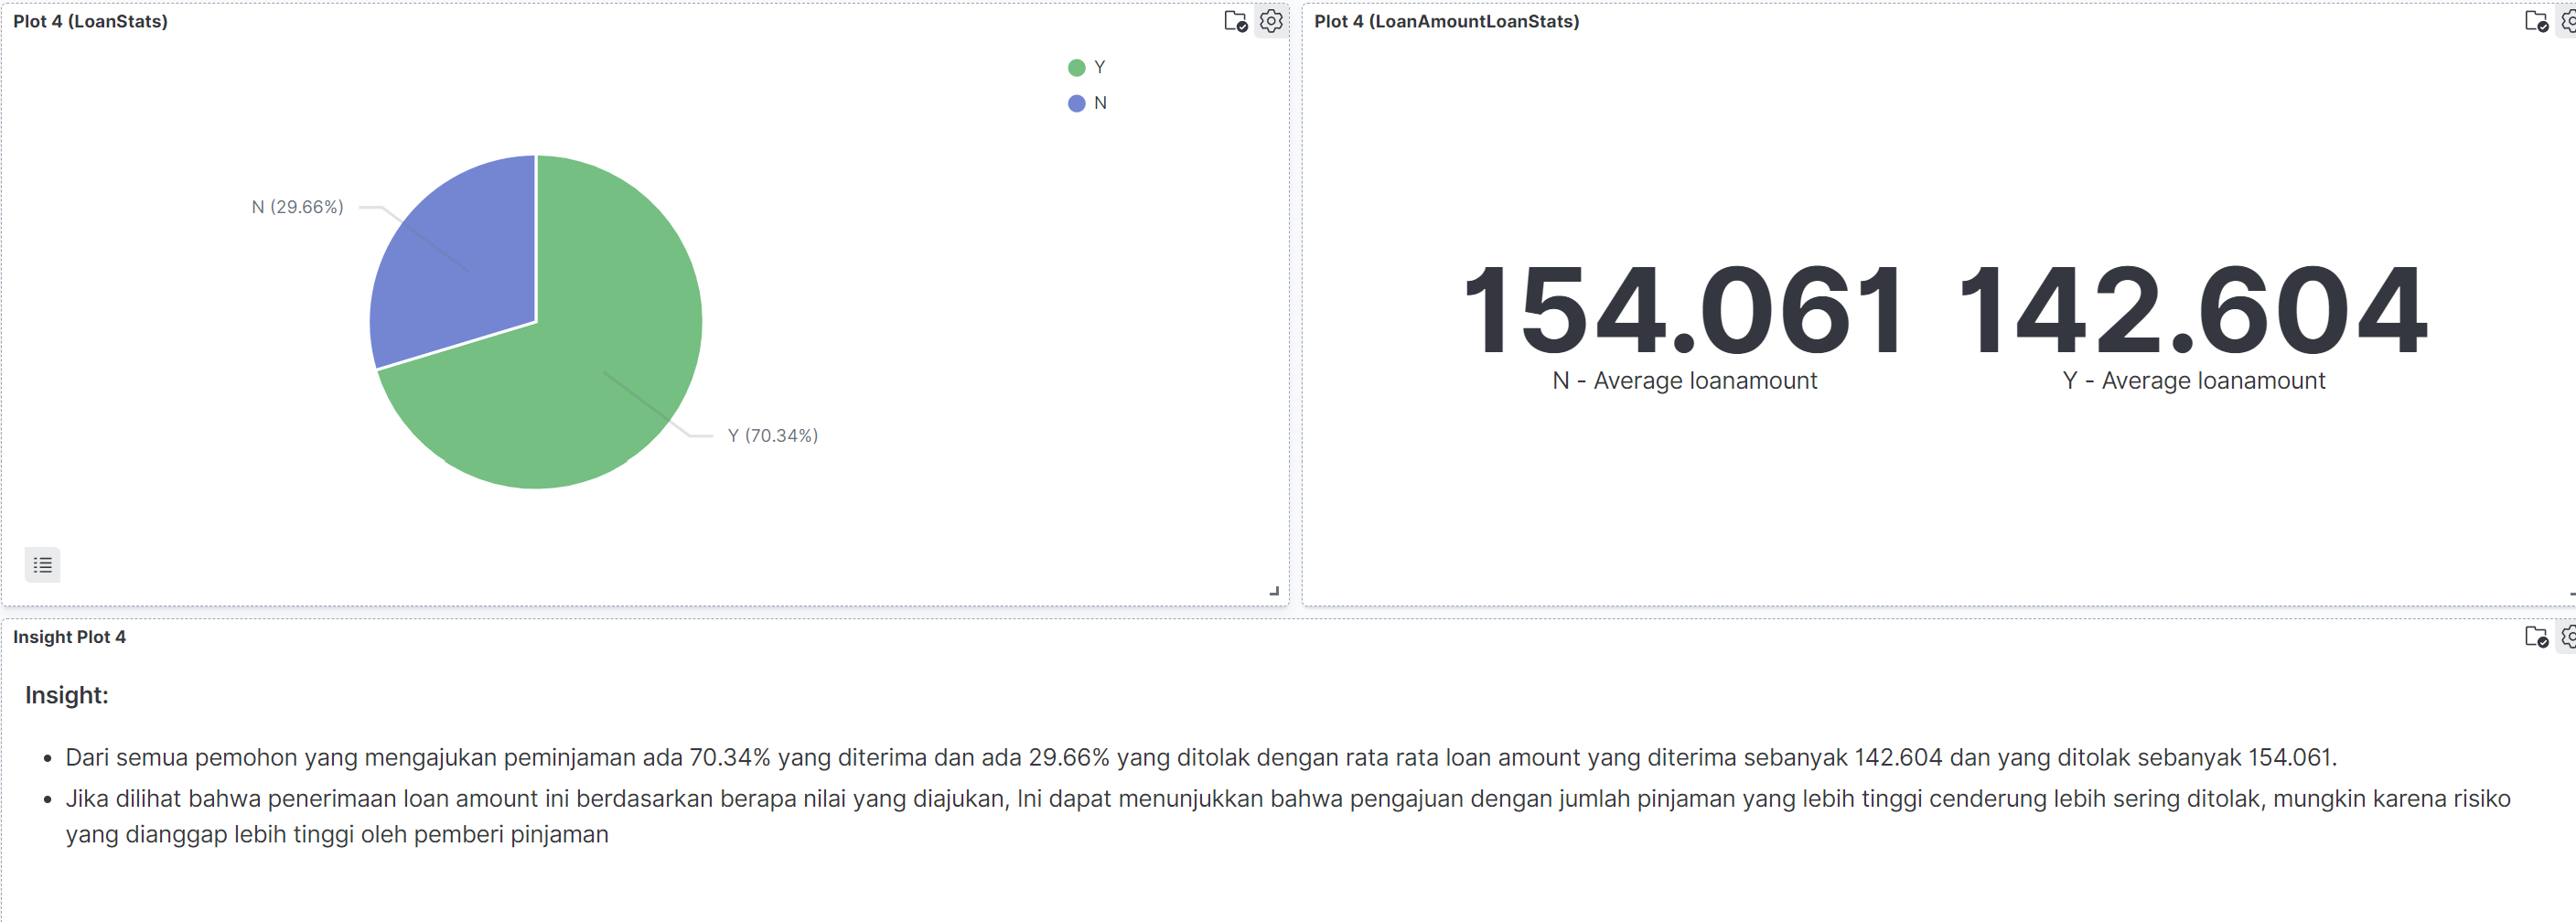 Plot 4 (LoanStats)
Y
N
N (29.66%)
Y (70.34%)
Plot 4 (LoanAmountLoanStats)
154.061 142.604
N - Average loanamount Y - Average loanamount
Insight Plot 4
Insight:
• Dari semua pemohon yang mengajukan peminjaman ada 70.34% yang diterima dan ada 29.66% yang ditolak dengan rata rata loan amount yang diterima sebanyak 142.604 dan yang ditolak sebanyak 154.061.
• Jika dilihat bahwa penerimaan loan amount ini berdasarkan berapa nilai yang diajukan, Ini dapat menunjukkan bahwa pengajuan dengan jumlah pinjaman yang lebih tinggi cenderung lebih sering ditolak, mungkin karena risiko
yang dianggap lebih tinggi oleh pemberi pinjaman